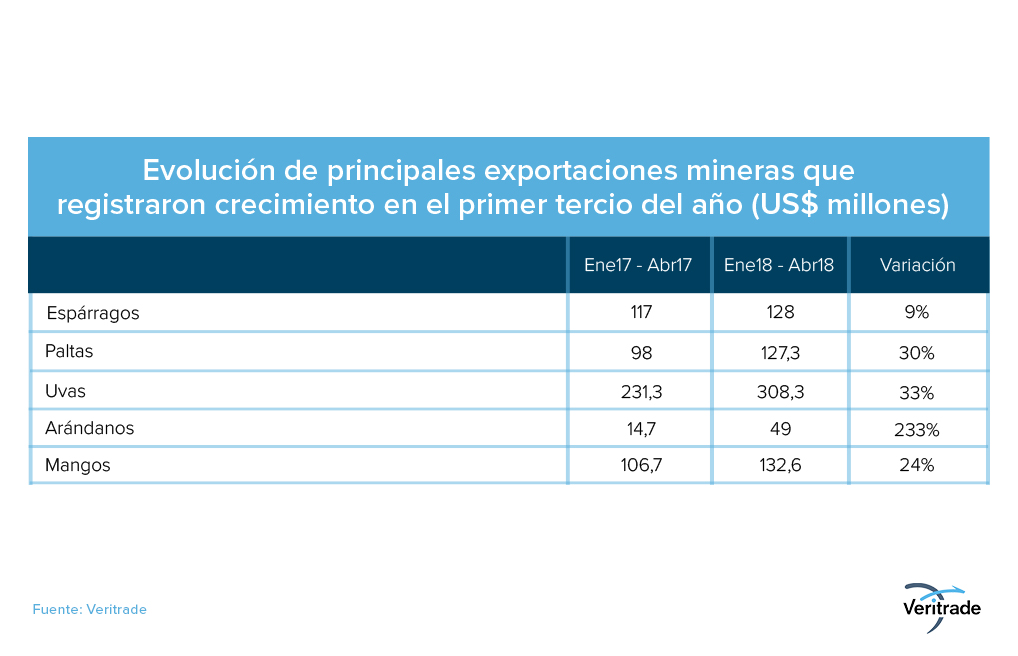 Evolución de principales exportaciones mineras que
registraron crecimiento en el primer tercio del año (US$ millones)
Ene17 - Abr17 Ene18 - Abr18 Variación
Espárragos 117 128 9%
Paltas 98 127,3 30%
Uvas 231,3 308,3 33%
Arándanos 14,7 49 233%
Mangos 106,7 132,6 24%
Fuente: Veritrade
Veritrade